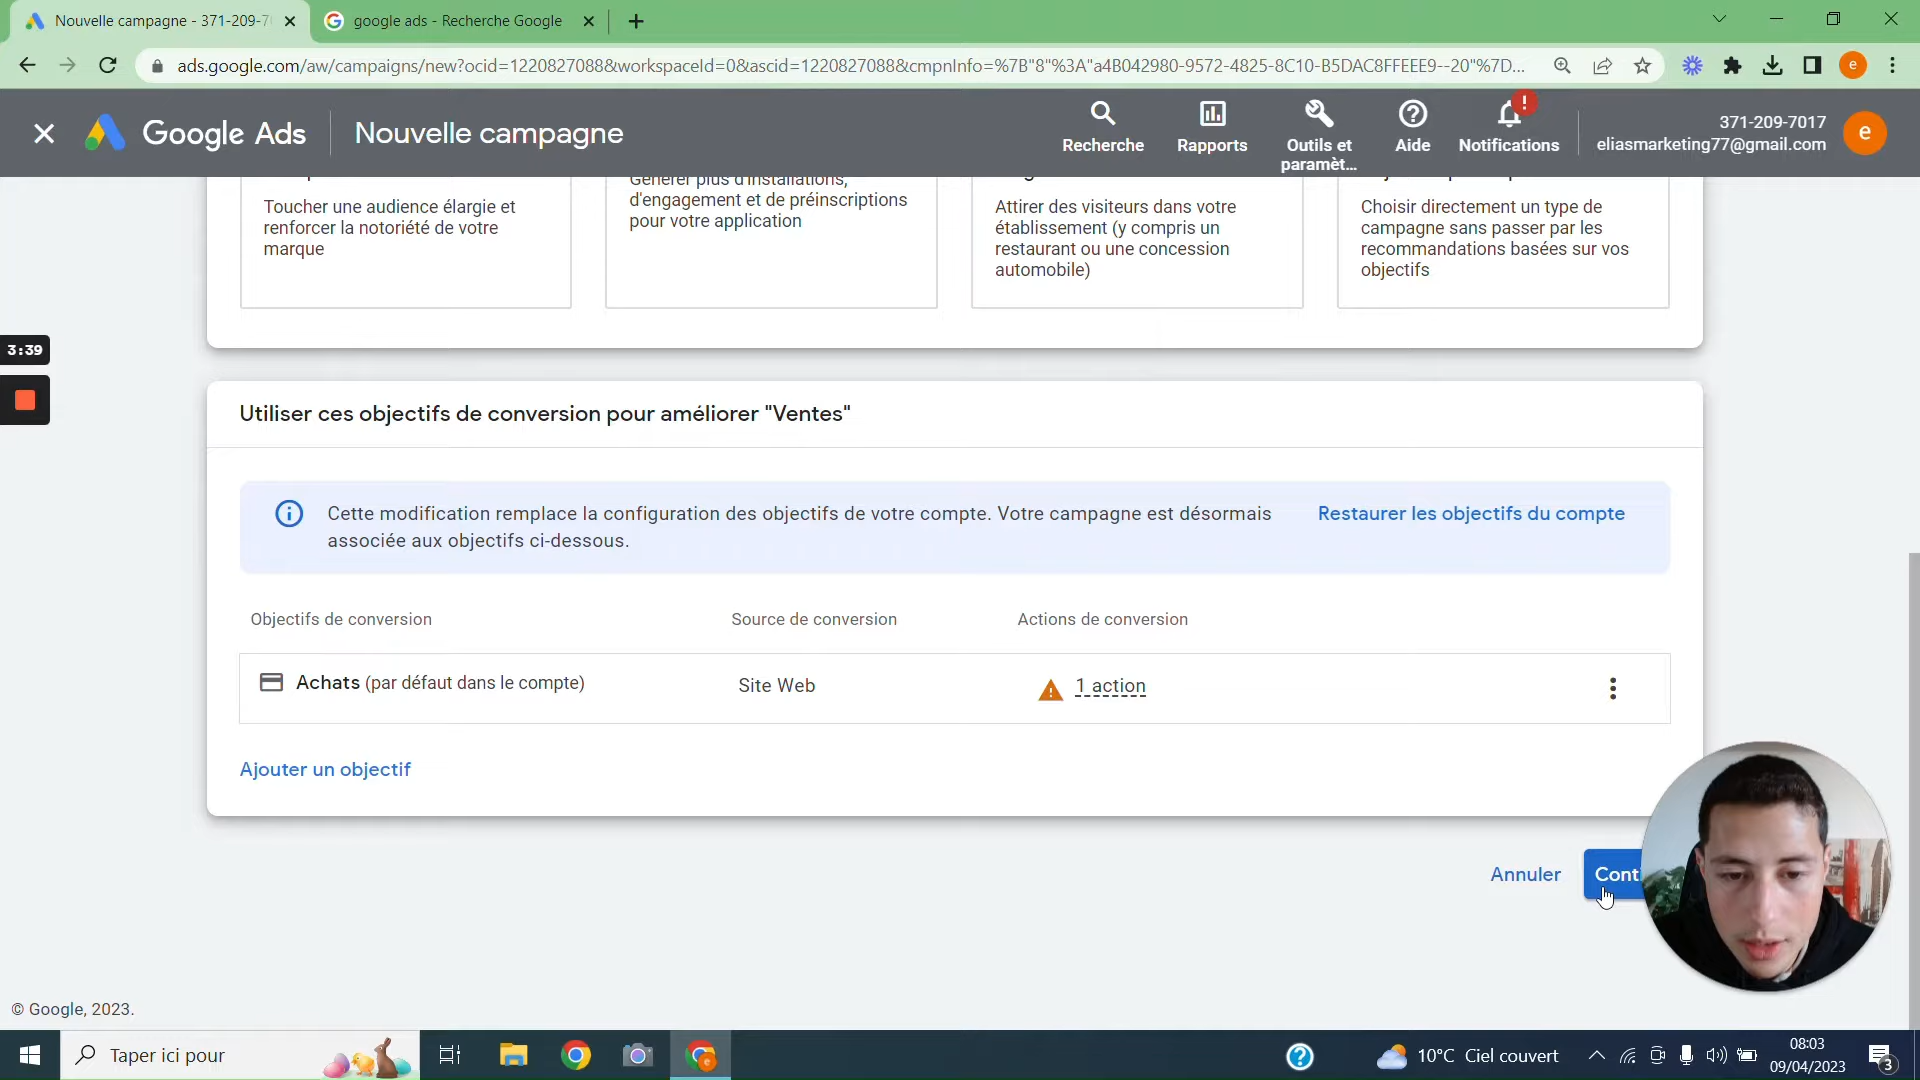 Nouvelle campagne - 371-209-7
google ads - Recherche Google
ads.google.com/aw/campaigns/new?ocid=1220827088&workspaceId=0&ascid=1220827088&cmpnInfo=%7B"8"%3A"a4B042980-9572-4825-8C10-B5DAC8FFEEE9--20"%7D...
e
Google Ads
Nouvelle campagne
Recherche
Rapports
Outils et
paramèt...
Aide
Notifications
371-209-7017
eliasmarketing77@gmail.com
e
Toucher une audience élargie et
renforcer la notoriété de votre
marque
Générer plus d'installations,
d'engagement et de préinscriptions
pour votre application
Attirer des visiteurs dans votre
établissement (y compris un
restaurant ou une concession
automobile)
Choisir directement un type de
campagne sans passer par les
recommandations basées sur vos
objectifs
3:39
Utiliser ces objectifs de conversion pour améliorer "Ventes"
Cette modification remplace la configuration des objectifs de votre compte. Votre campagne est désormais
associée aux objectifs ci-dessous.
Restaurer les objectifs du compte
Objectifs de conversion
Source de conversion
Actions de conversion
Achats (par défaut dans le compte)
Site Web
1 action
Ajouter un objectif
Annuler
Cont
© Google, 2023.
Taper ici pour
10°C Ciel couvert
08:03
09/04/2023
3